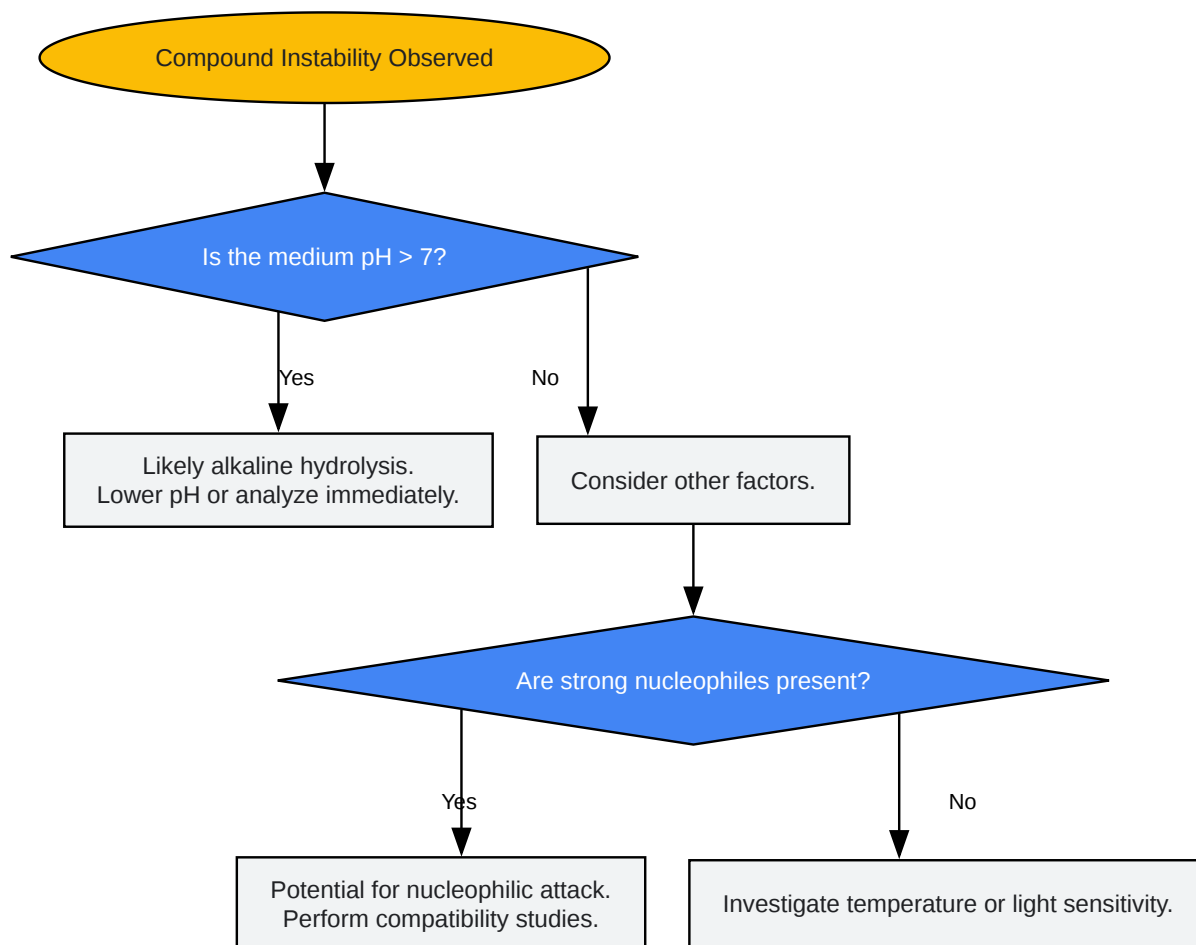 Compound Instability Observed
Is the medium pH > 7?
Yes
No
Likely alkaline hydrolysis.
Lower pH or analyze immediately.
Consider other factors.
Are strong nucleophiles present?
Yes
No
Potential for nucleophilic attack.
Perform compatibility studies.
Investigate temperature or light sensitivity.